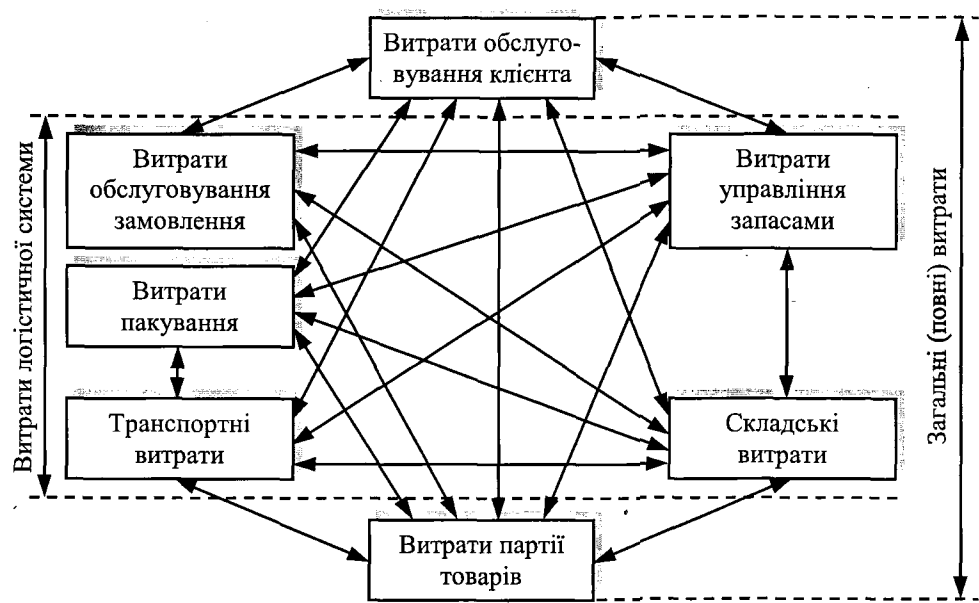 Витрати обслуго-
вування клієнта
Витрати
обслуговування
замовлення
Витрати
управління
запасами
Витрати
пакування
Транспортні
витрати
Складські
витрати
Витрати партії
товарів
Витрати логістичної системи
Загальні (повні) витрати